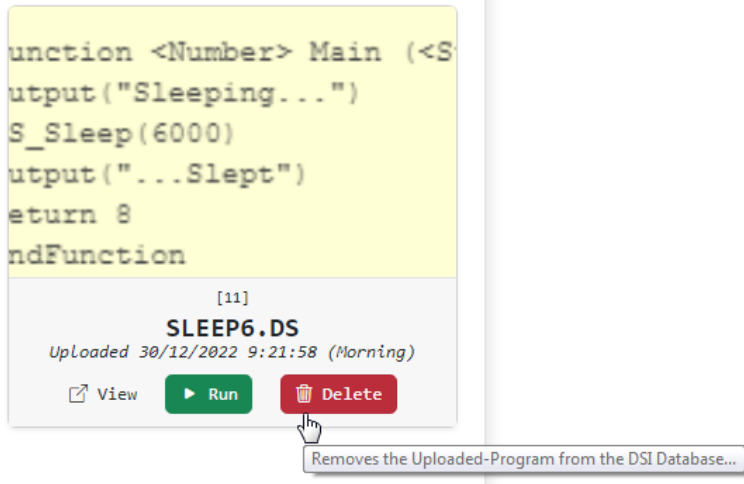 unction <Number> Main (<S
utput("Sleeping...")
S_Sleep(6000)
utput("...Slept")
eturn 8
ndFunction
[11]
SLEEP6.DS
Uploaded 30/12/2022 9:21:58 (Morning)
View Run Delete
Removes the Uploaded-Program from the DSI Database...